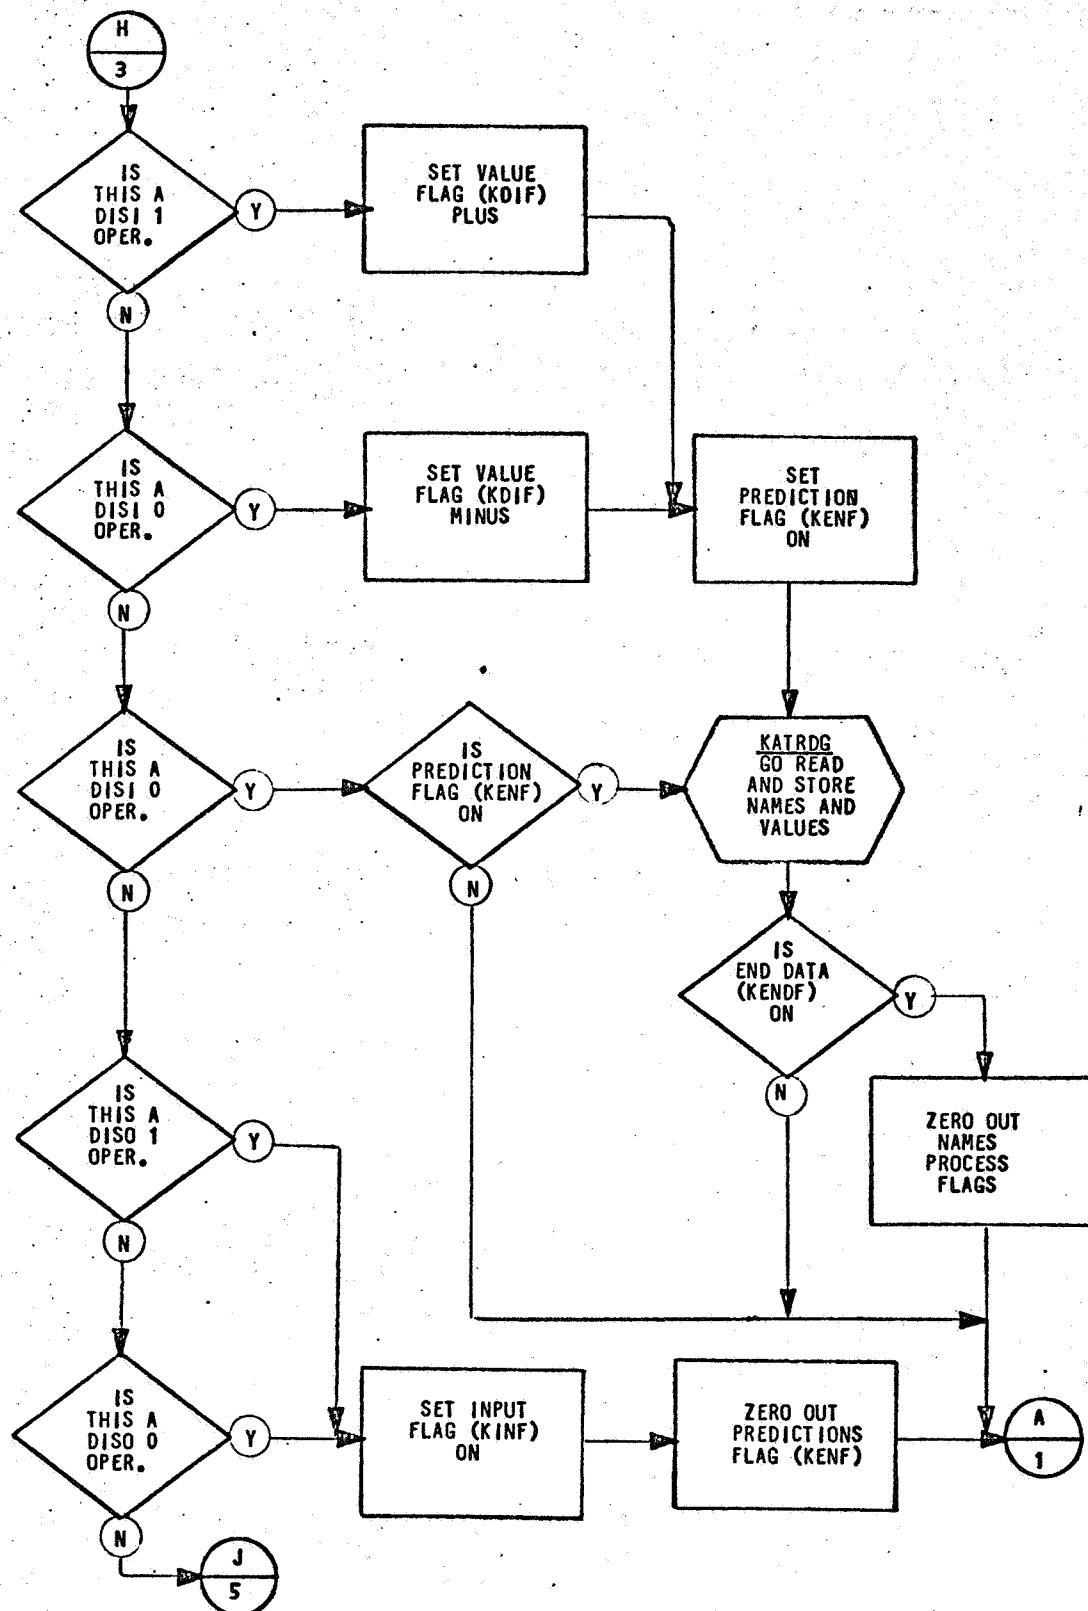 H
3
IS
THIS A
DISI 1
OPER.
Y
SET VALUE
FLAG (KDIF)
PLUS
N
IS
THIS A
DISI 0
OPER.
Y
SET VALUE
FLAG (KDIF)
MINUS
SET
PREDICTION
FLAG (KENF)
ON
N
IS
THIS A
DISI 0
OPER.
Y
IS
PREDICTION
FLAG (KENF)
ON
Y
KATRDG
GO READ
AND STORE
NAMES AND
VALUES
N
N
IS
END DATA
(KENDF)
ON
Y
N
ZERO OUT
NAMES
PROCESS
FLAGS
IS
THIS A
DISO 1
OPER.
Y
N
IS
THIS A
DISO 0
OPER.
Y
SET INPUT
FLAG (KINF)
ON
ZERO OUT
PREDICTIONS
FLAG (KENF)
A
1
N
J
5